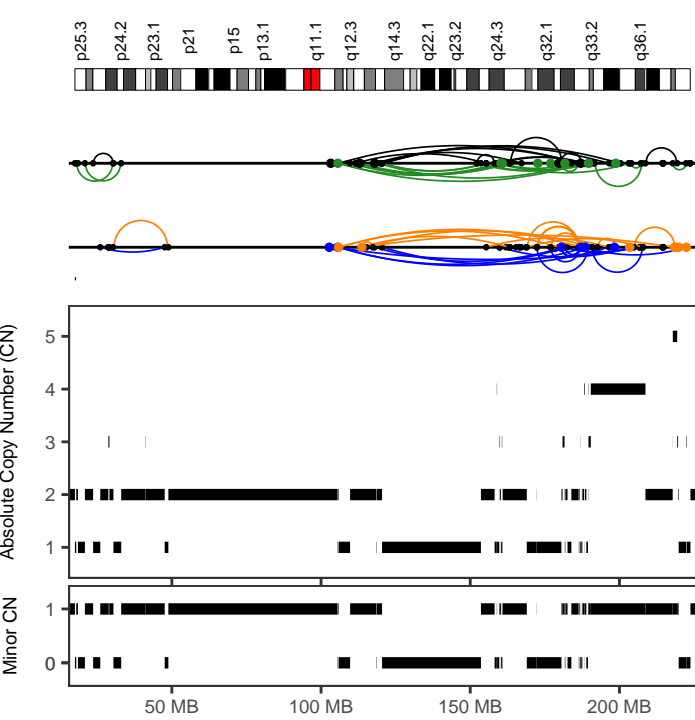 p25.3 p24.2 p23.1 p21 p15 p13.1 q11.1 q12.3 q14.3 q22.1 q23.2 q24.3 q32.1 q33.2 q36.1
Absolute Copy Number (CN)
5
4
3
2
1
Minor CN
1
0
50 MB 100 MB 150 MB 200 MB